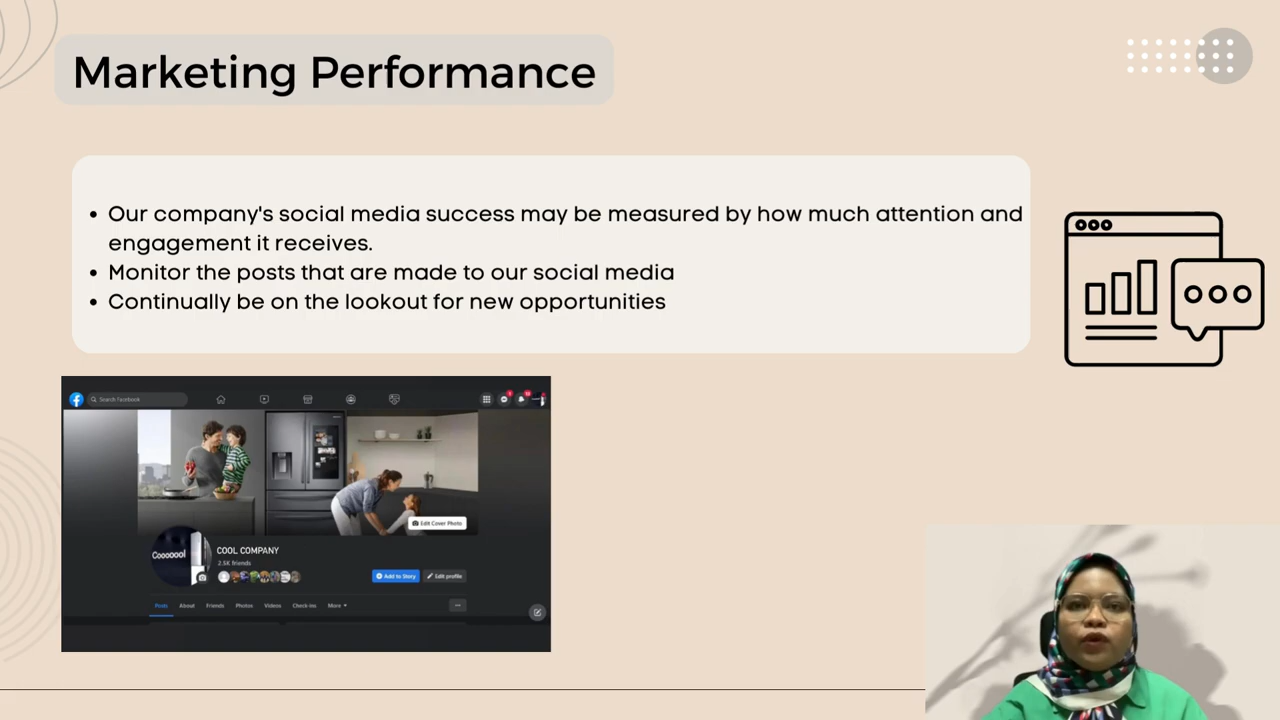 Marketing Performance
Our company's social media success may be measured by how much attention and
engagement it receives.
Monitor the posts that are made to our social media
Continually be on the lookout for new opportunities
Search Facebook
Edit Cover Photo
Cooooool
COOL COMPANY
2.5K friends
Add to Story
Edit profile
Posts About Friends Photos Videos Check-ins More